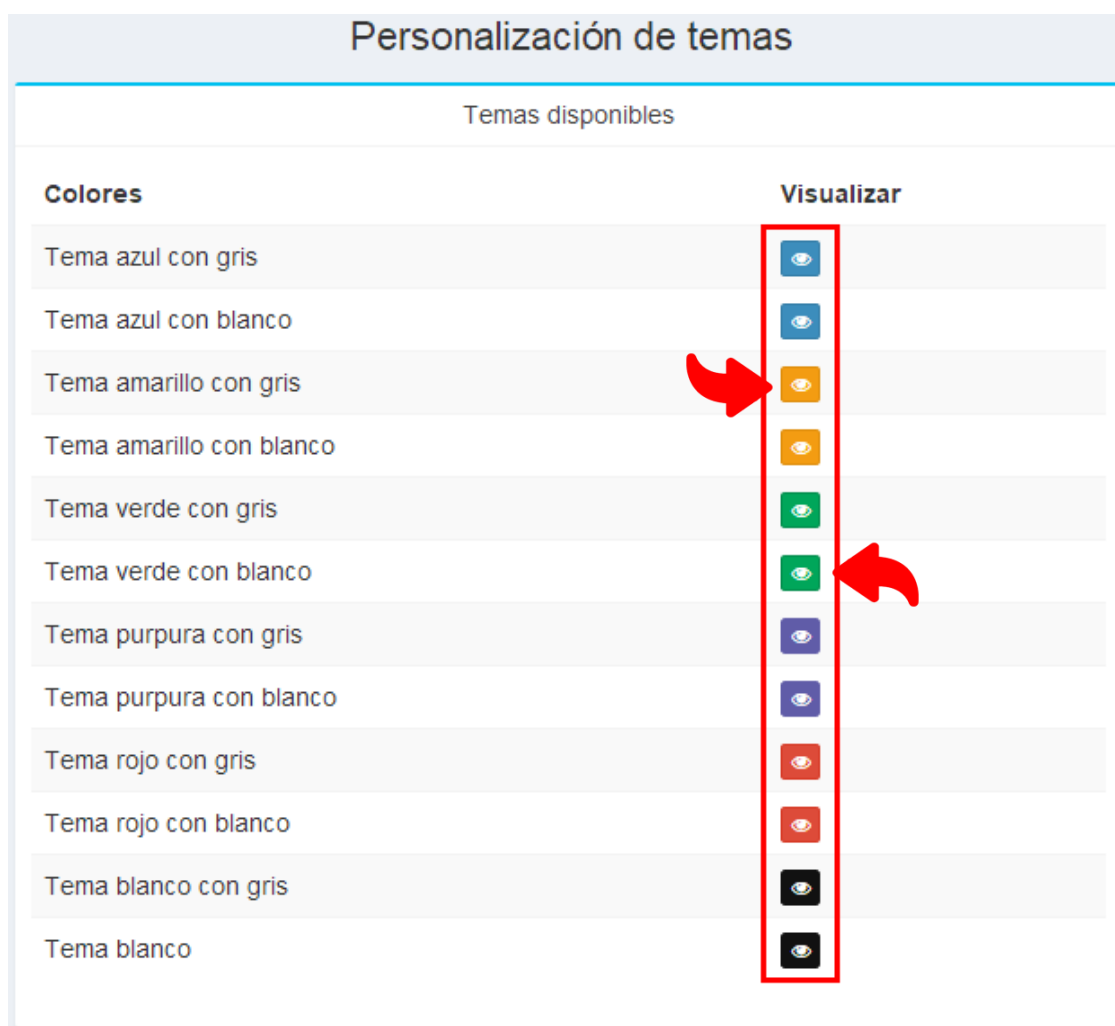 Personalización de temas
Temas disponibles
Colores Visualizar
Tema azul con gris
Tema azul con blanco
Tema amarillo con gris
Tema amarillo con blanco
Tema verde con gris
Tema verde con blanco
Tema purpura con gris
Tema purpura con blanco
Tema rojo con gris
Tema rojo con blanco
Tema blanco con gris
Tema blanco